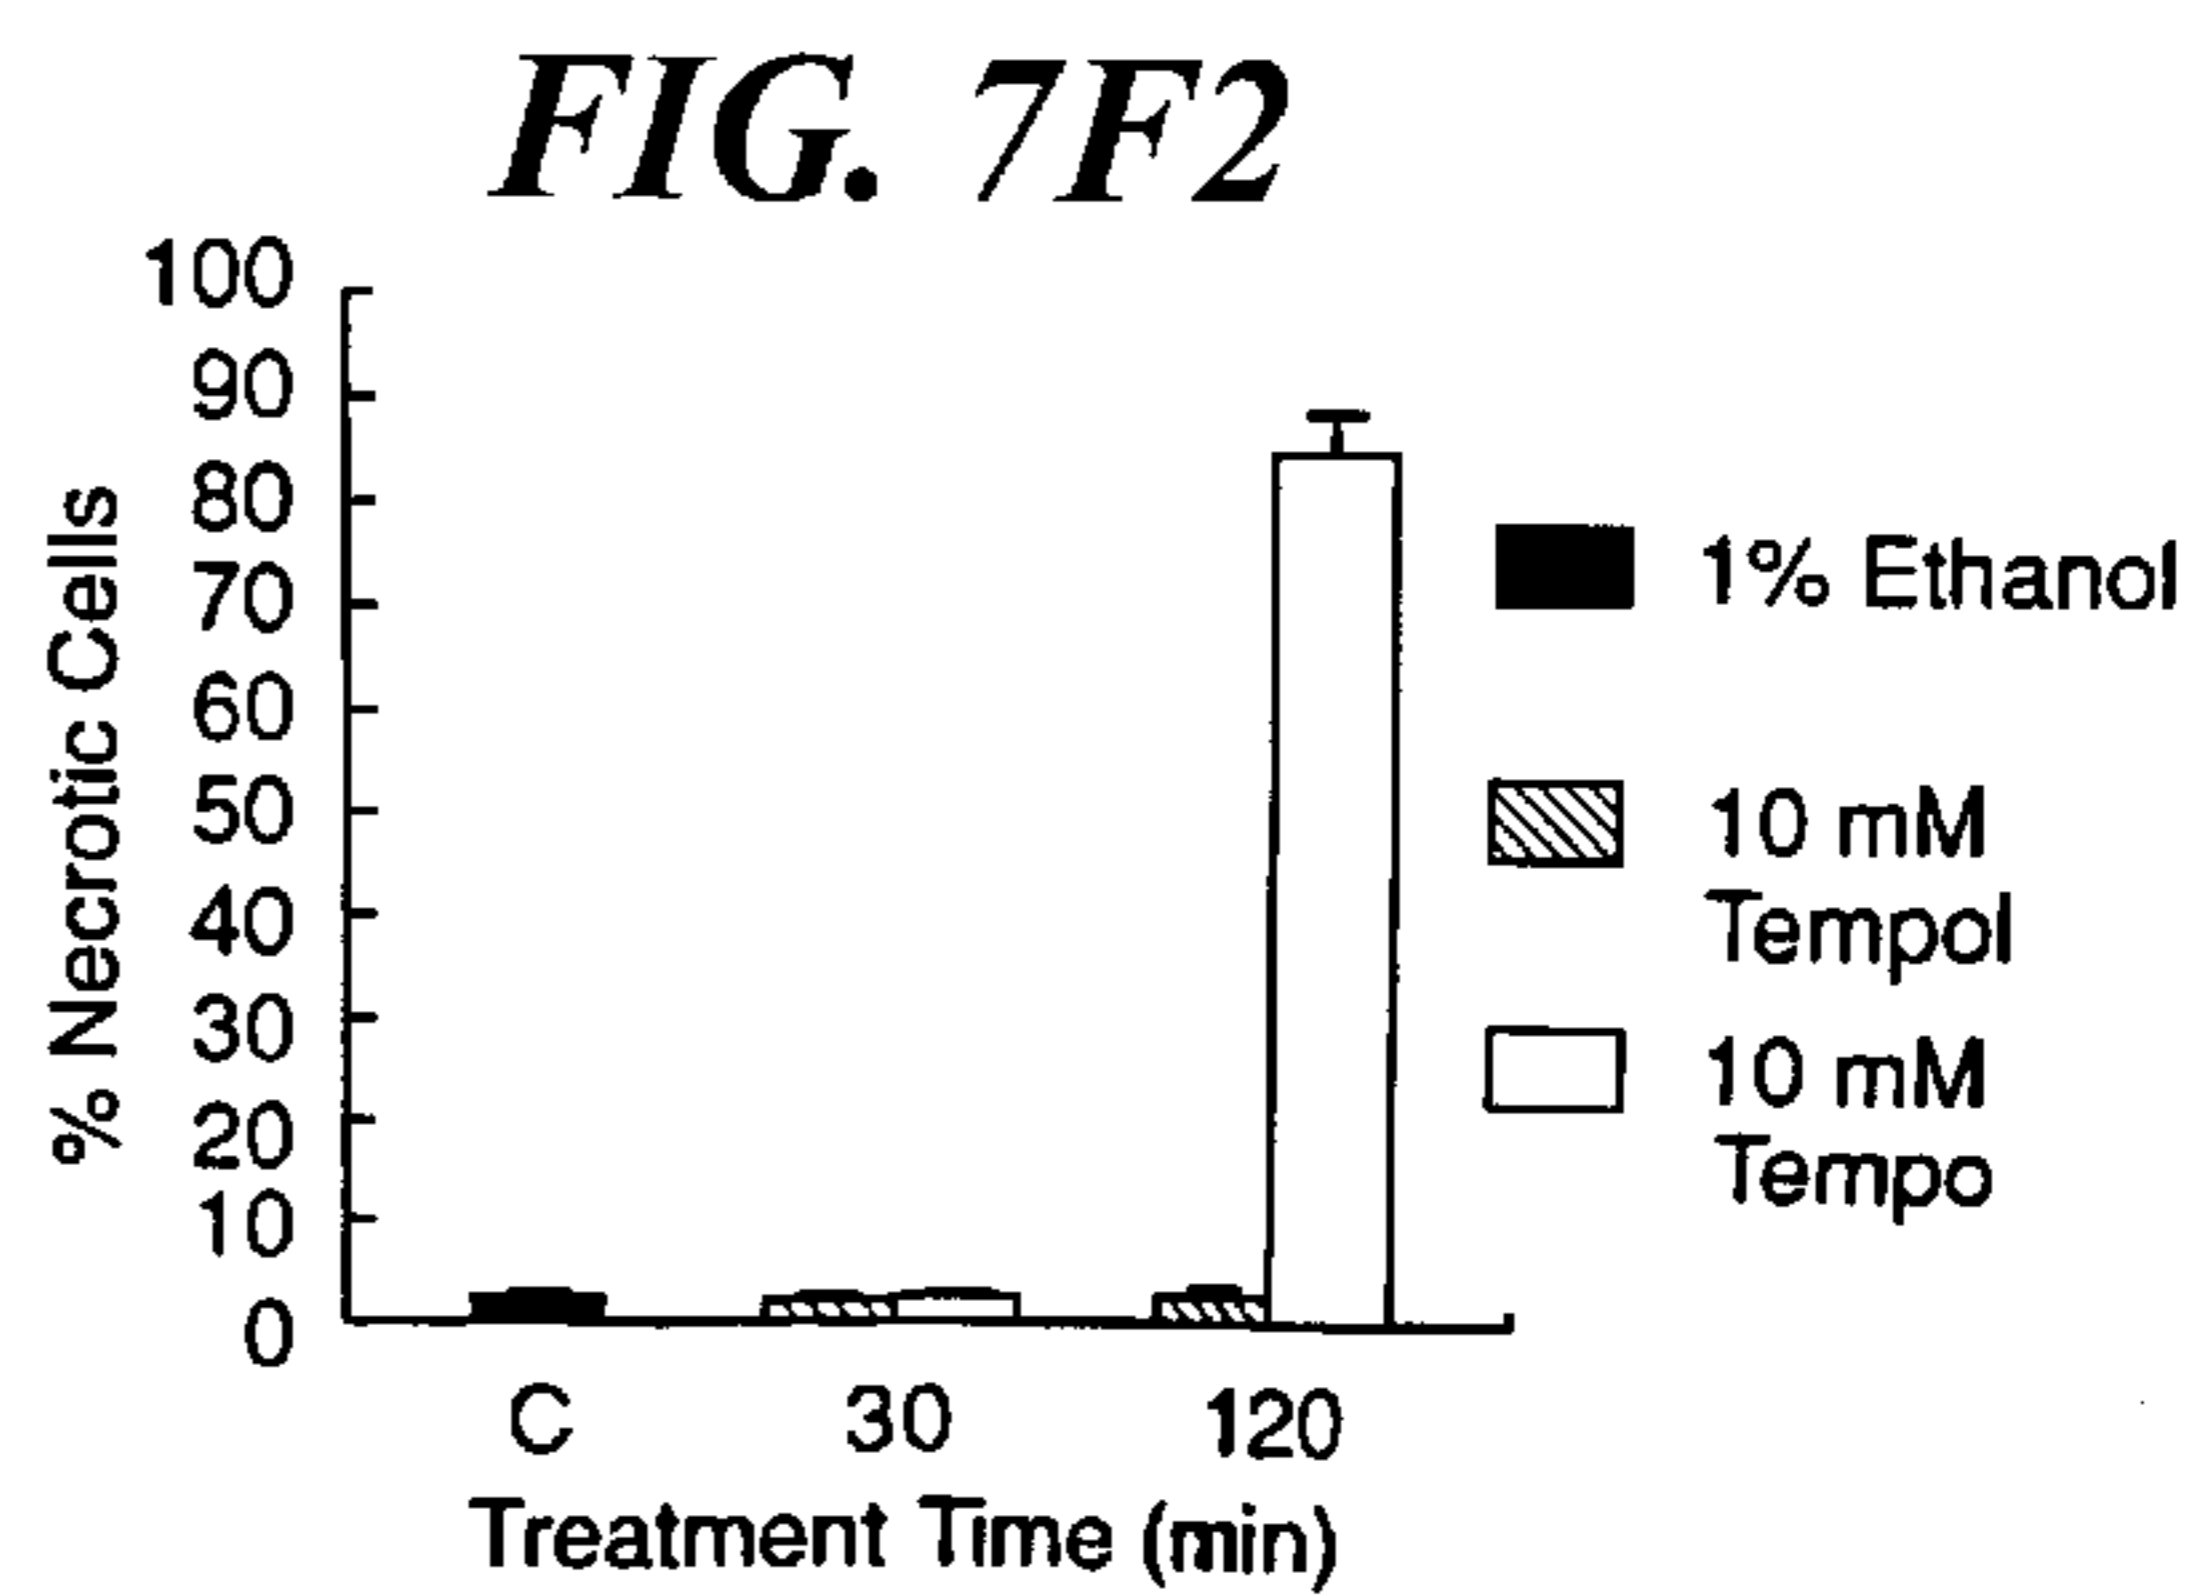 FIG. 7F2
% Necrotic Cells
100
90
80
70
60
50
40
30
20
10
0
C 30 120
Treatment Time (min)
1% Ethanol
10 mM
Tempol
10 mM
Tempo